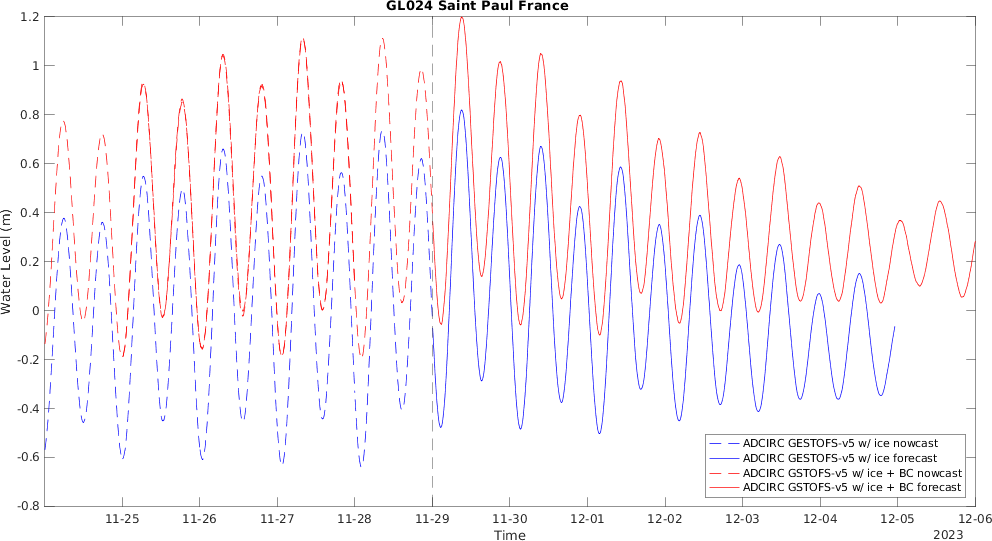 GL024 Saint Paul France
1.2
1
0.8
0.6
0.4
0.2
0
-0.2
-0.4
-0.6
-0.8
Water Level (m)
ADCIRC GESTOFS-v5 w/ ice nowcast
ADCIRC GESTOFS-v5 w/ ice forecast
ADCIRC GSTOFS-v5 w/ ice + BC nowcast
ADCIRC GSTOFS-v5 w/ ice + BC forecast
11-25 11-26 11-27 11-28 11-29 11-30 12-01 12-02 12-03 12-04 12-05 12-06
Time
2023